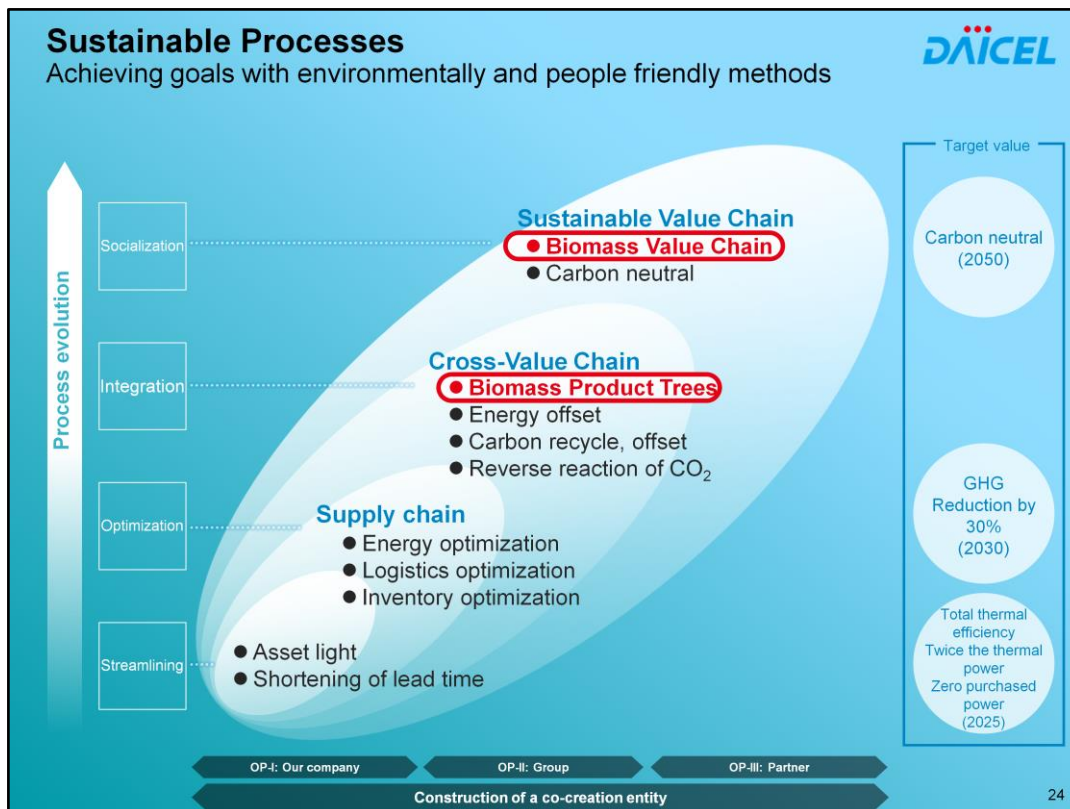 Sustainable Processes
Achieving goals with environmentally and people friendly methods
DAICEL
Process evolution
Socialization
Sustainable Value Chain
● Biomass Value Chain
● Carbon neutral
Integration
Cross-Value Chain
● Biomass Product Trees
● Energy offset
● Carbon recycle, offset
● Reverse reaction of CO₂
Optimization
Supply chain
● Energy optimization
● Logistics optimization
● Inventory optimization
Streamlining
● Asset light
● Shortening of lead time
Target value
Carbon neutral
(2050)
GHG
Reduction by
30%
(2030)
Total thermal
efficiency
Twice the thermal
power
Zero purchased
power
(2025)
OP-I: Our company
OP-II: Group
OP-III: Partner
Construction of a co-creation entity
24